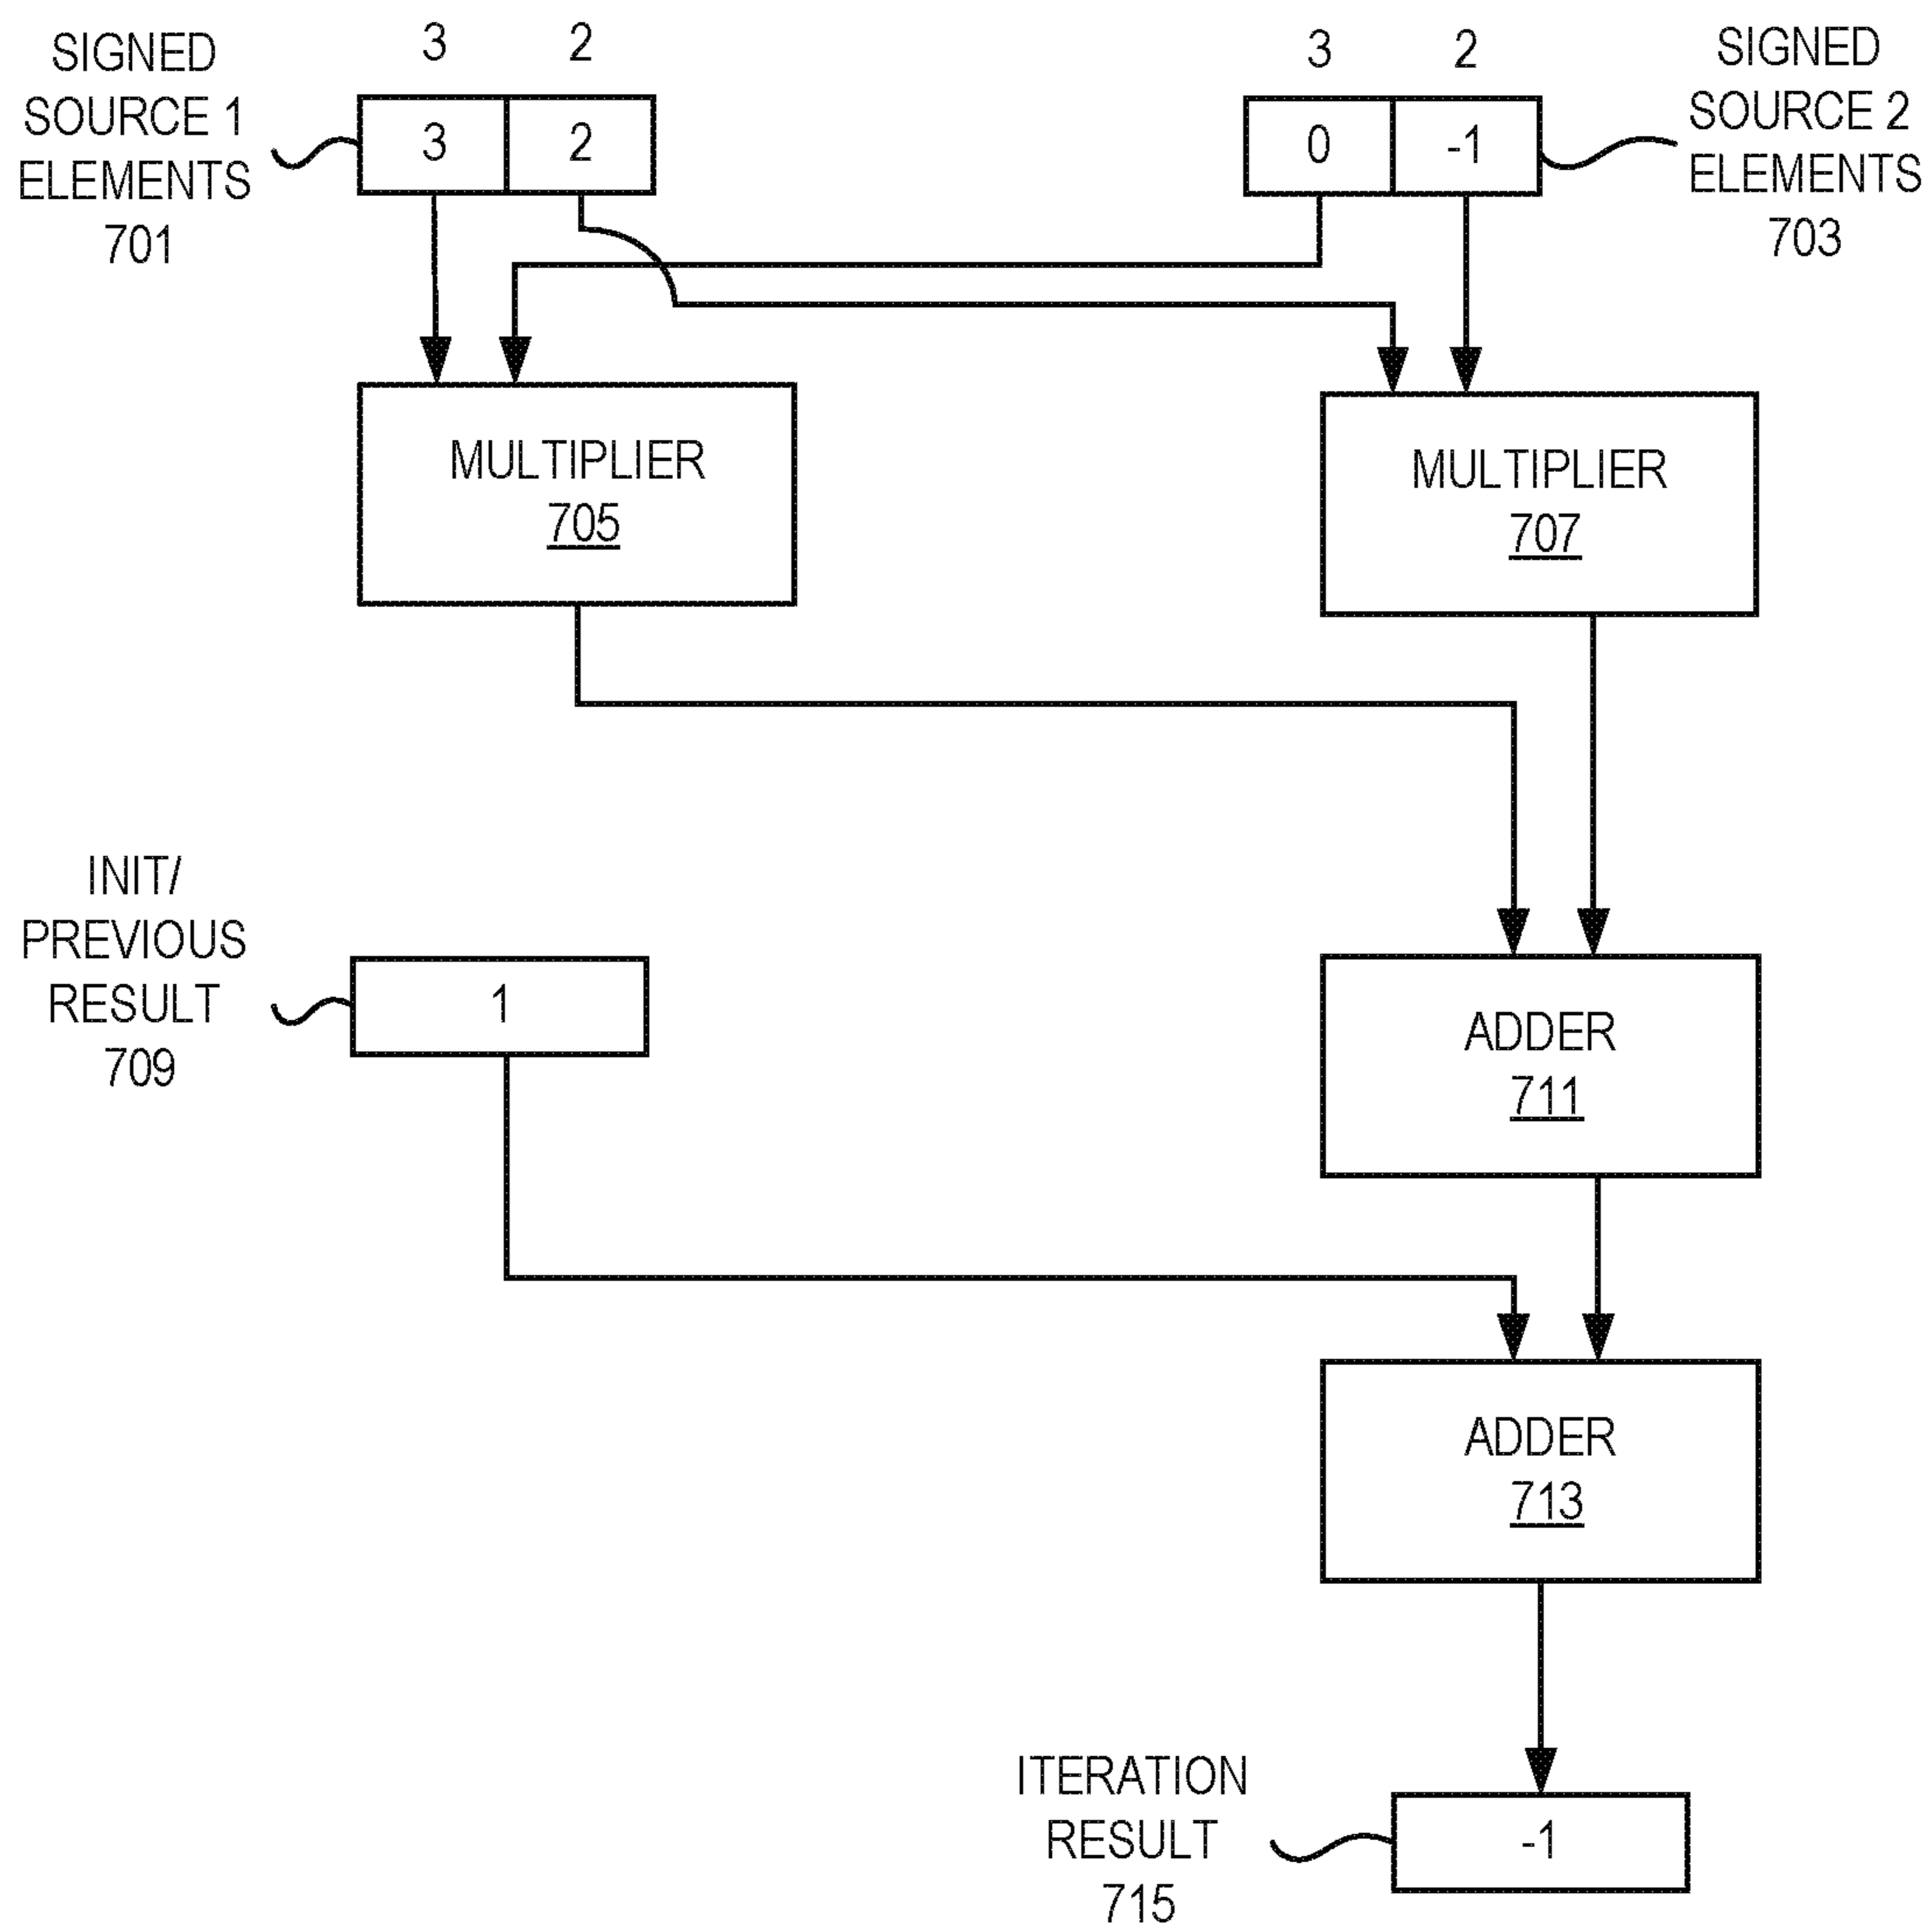 SIGNED
SOURCE 1
ELEMENTS
701
3 2
3 2
3 2
0 -1
SIGNED
SOURCE 2
ELEMENTS
703
MULTIPLIER
705
MULTIPLIER
707
INIT/
PREVIOUS
RESULT
709
1
ADDER
711
ADDER
713
ITERATION
RESULT
715
-1